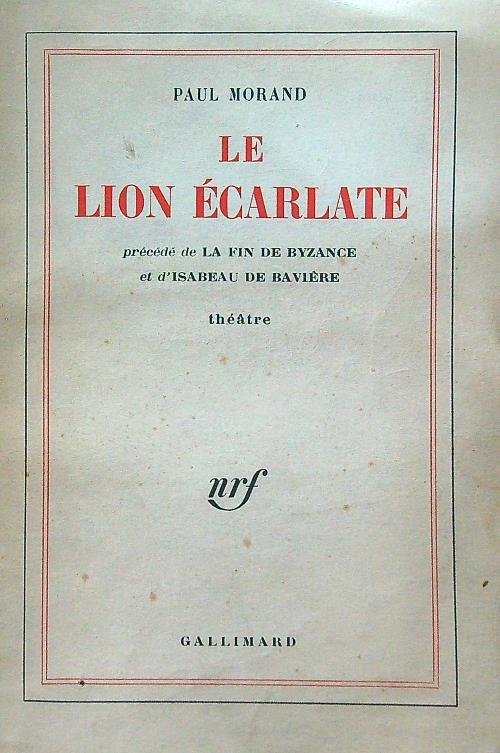 PAUL MORAND
LE
LION ÉCARLATE
précédé de LA FIN DE BYZANCE
et d'ISABEAU DE BAVIÈRE
théâtre
nrf
GALLIMARD